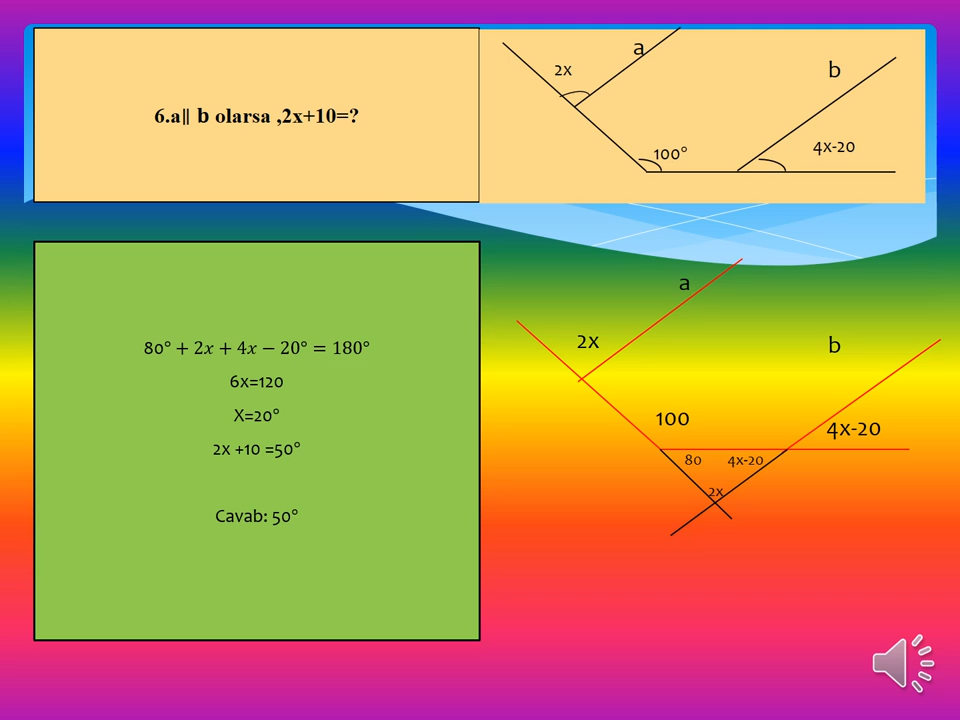 6.a∥ b olarsa ,2x+10=?
a
2x
b
100°
4x-20
80° + 2𝑥 + 4𝑥 − 20° = 180°
6x=120
X=20°
2x +10 =50°
Cavab: 50°
a
2x
b
100
4x-20
80
4x-20
2x